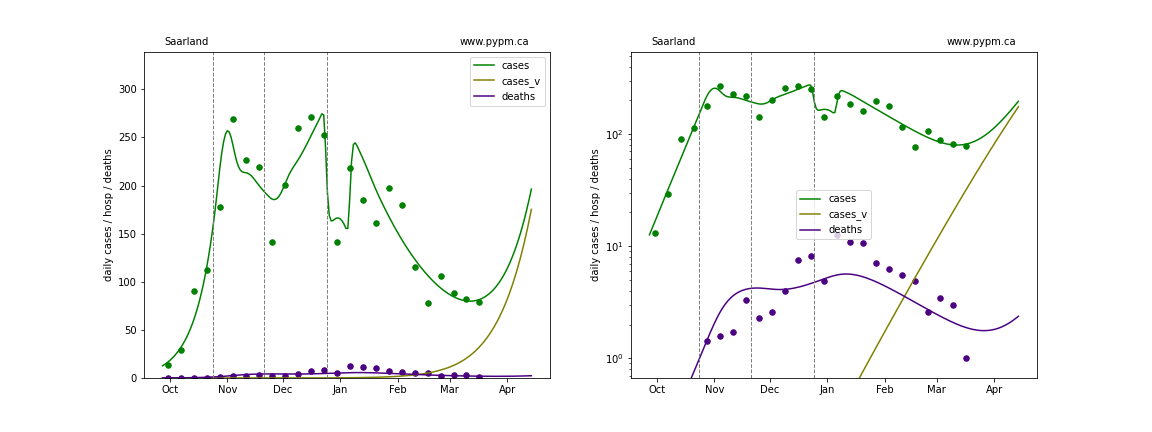 Saarland www.pypm.ca
cases
cases_v
deaths
daily cases / hosp / deaths
350
300
250
200
150
100
50
0
Oct Nov Dec Jan Feb Mar Apr
Saarland www.pypm.ca
cases
cases_v
deaths
daily cases / hosp / deaths
10²
10¹
10⁰
Oct Nov Dec Jan Feb Mar Apr